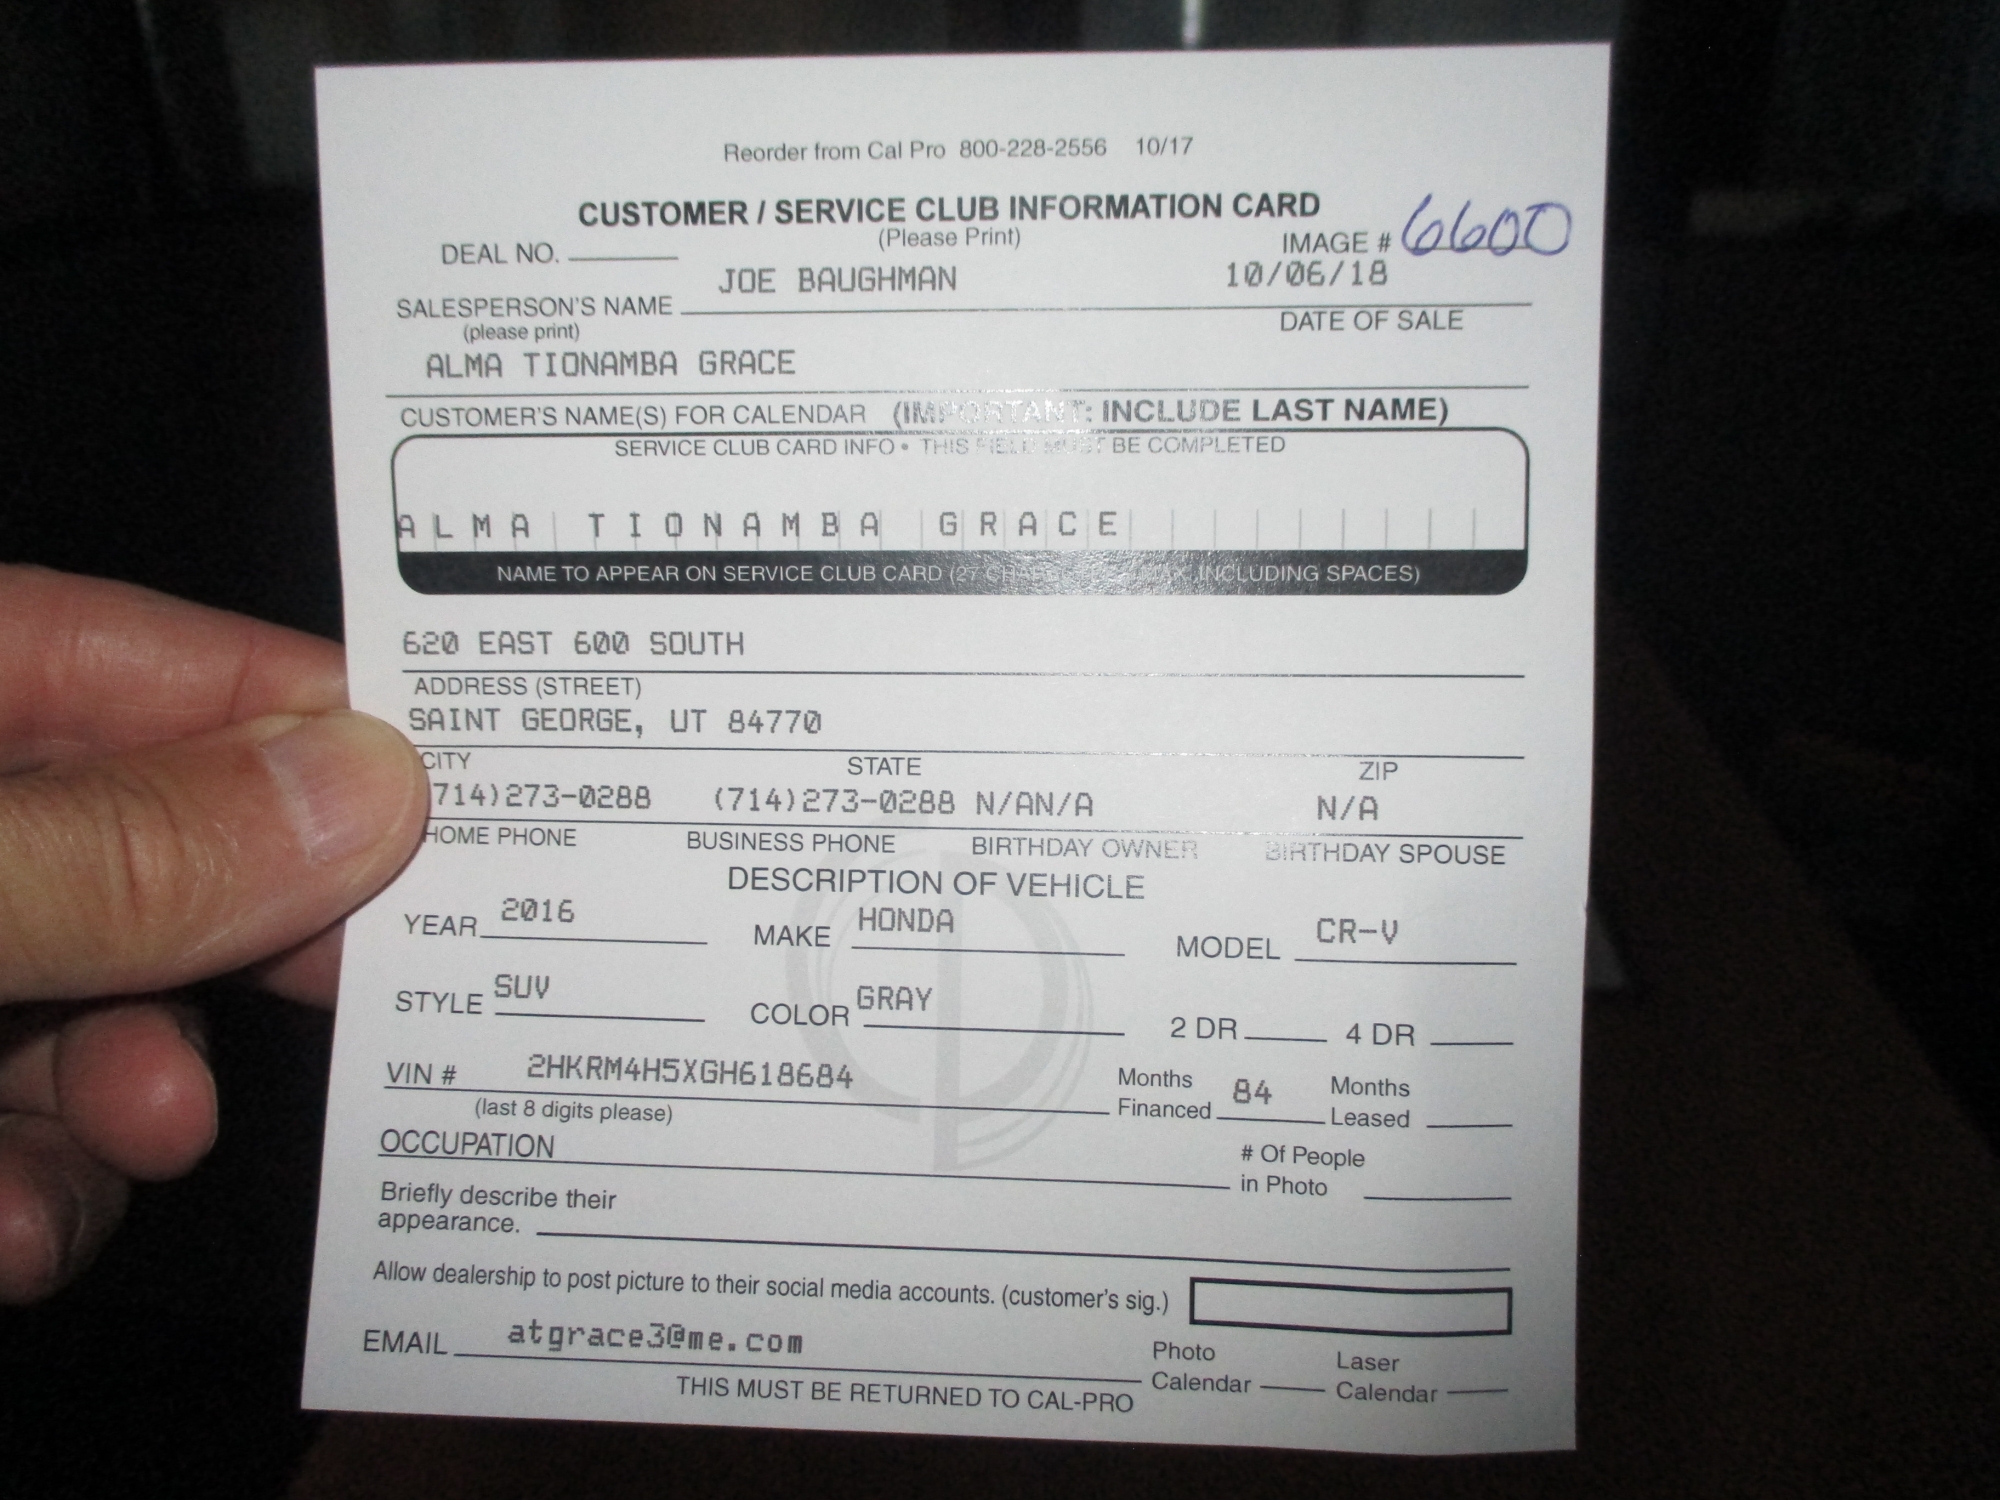 Reorder from Cal Pro 800-228-2556 10/17
CUSTOMER / SERVICE CLUB INFORMATION CARD
(Please Print)
DEAL NO. IMAGE # 6600
JOE BAUGHMAN 10/06/18
SALESPERSON'S NAME DATE OF SALE
(please print)
ALMA TIONAMBA GRACE
CUSTOMER'S NAME(S) FOR CALENDAR (IMPORTANT: INCLUDE LAST NAME)
SERVICE CLUB CARD INFO • THIS FIELD MUST BE COMPLETED
ALMA TIONAMBA GRACE
NAME TO APPEAR ON SERVICE CLUB CARD (27 CHARACTERS MAX. INCLUDING SPACES)
620 EAST 600 SOUTH
ADDRESS (STREET)
SAINT GEORGE, UT 84770
CITY STATE ZIP
714)273-0288 (714)273-0288 N/AN/A N/A
HOME PHONE BUSINESS PHONE BIRTHDAY OWNER BIRTHDAY SPOUSE
DESCRIPTION OF VEHICLE
YEAR 2016 MAKE HONDA MODEL CR-V
STYLE SUV COLOR GRAY 2 DR 4 DR
VIN # 2HKRM4H5XGH618684 Months Financed 84 Months Leased
(last 8 digits please)
OCCUPATION # Of People in Photo
Briefly describe their
appearance.
Allow dealership to post picture to their social media accounts. (customer's sig.)
EMAIL atgrace3@me.com Photo Calendar Laser Calendar
THIS MUST BE RETURNED TO CAL-PRO